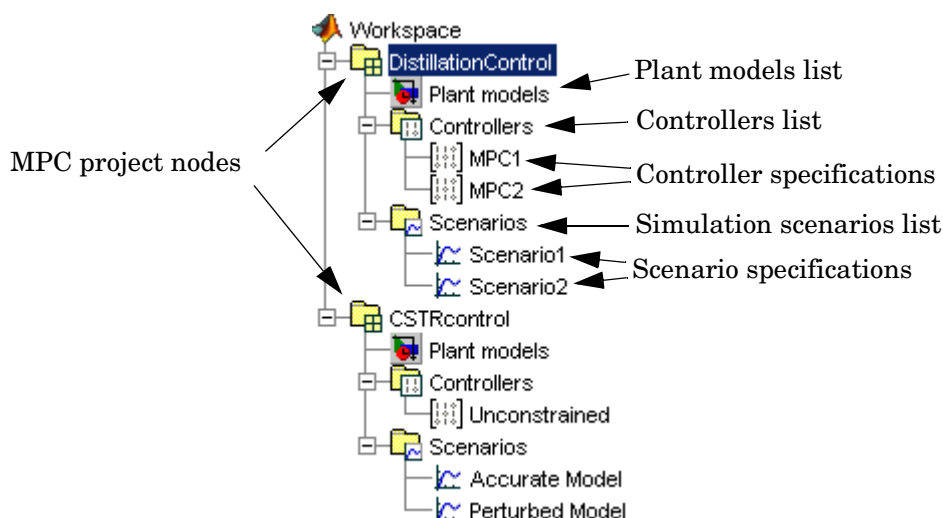 Workspace
DistillationControl
Plant models list
Plant models
Controllers
Controllers list
MPC project nodes
MPC1
MPC2
Controller specifications
Scenarios
Simulation scenarios list
Scenario1
Scenario2
Scenario specifications
CSTRcontrol
Plant models
Controllers
Unconstrained
Scenarios
Accurate Model
Perturbed Model